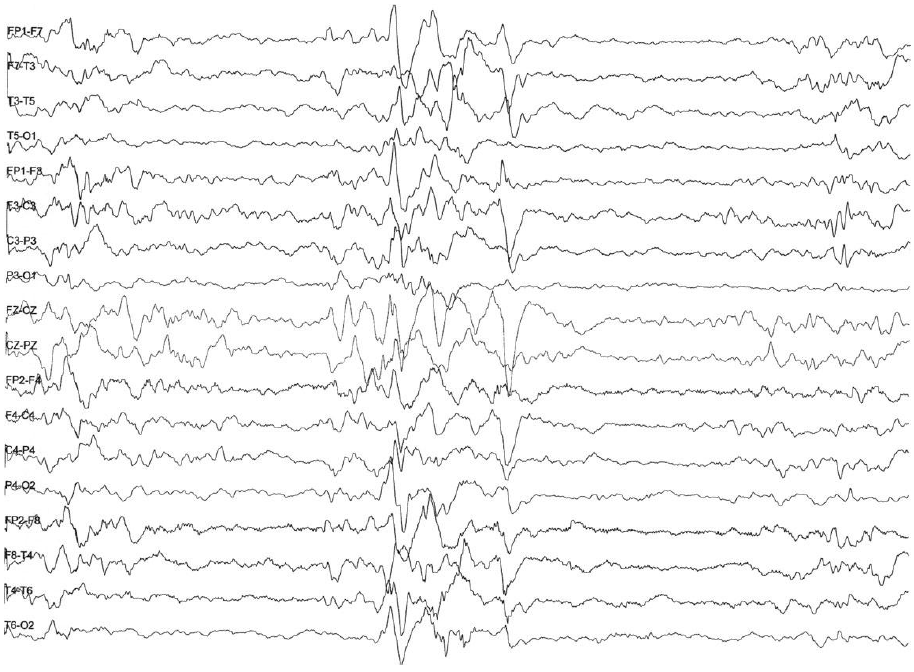 FP1-F7
F7-T3
T3-T5
T5-O1
FP1-F3
F3-C3
C3-P3
P3-O1
FZ-CZ
CZ-PZ
FP2-F4
F4-C4
C4-P4
P4-O2
FP2-F8
F8-T4
T4-T6
T6-O2